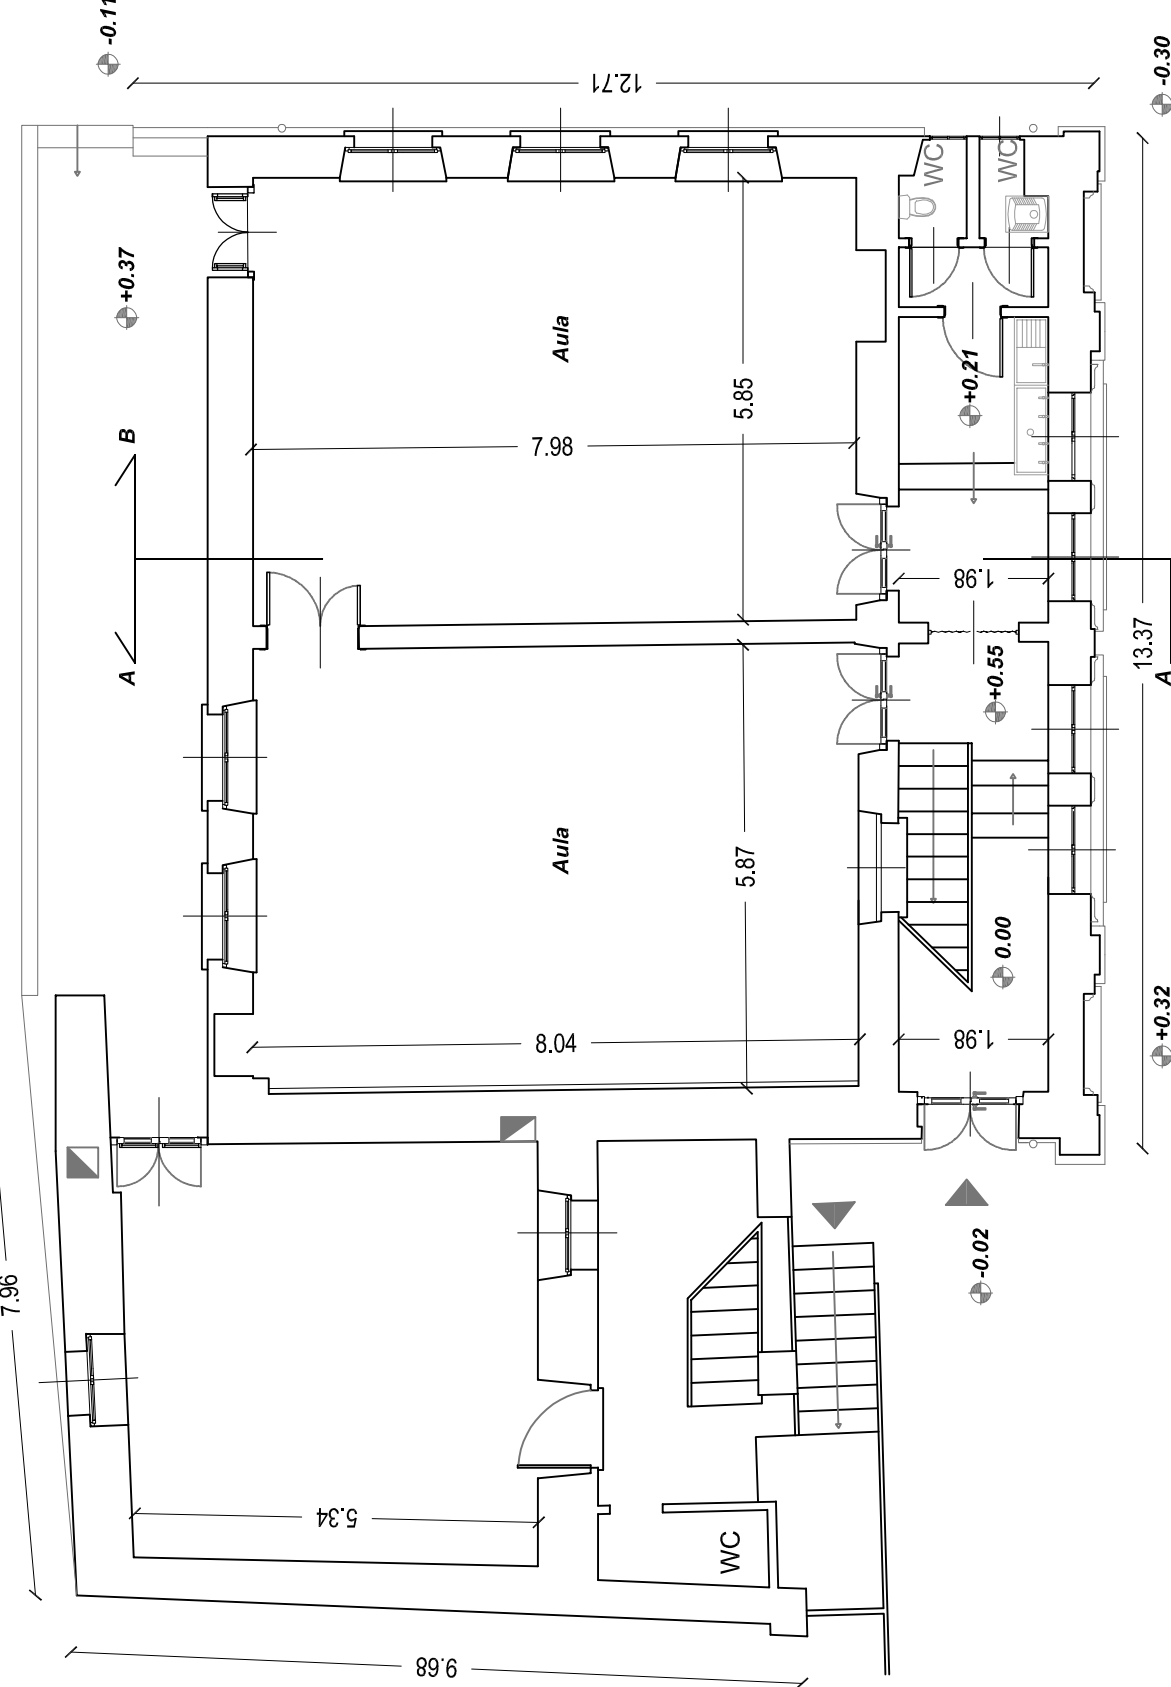 -0.11
12.71
-0.30
WC
WC
+0.37
Aula
+0.21
5.85
B
7.98
1.98
13.37
A
+0.55
A
Aula
5.87
0.00
8.04
1.98
+0.32
-0.02
7.96
5.34
WC
9.68